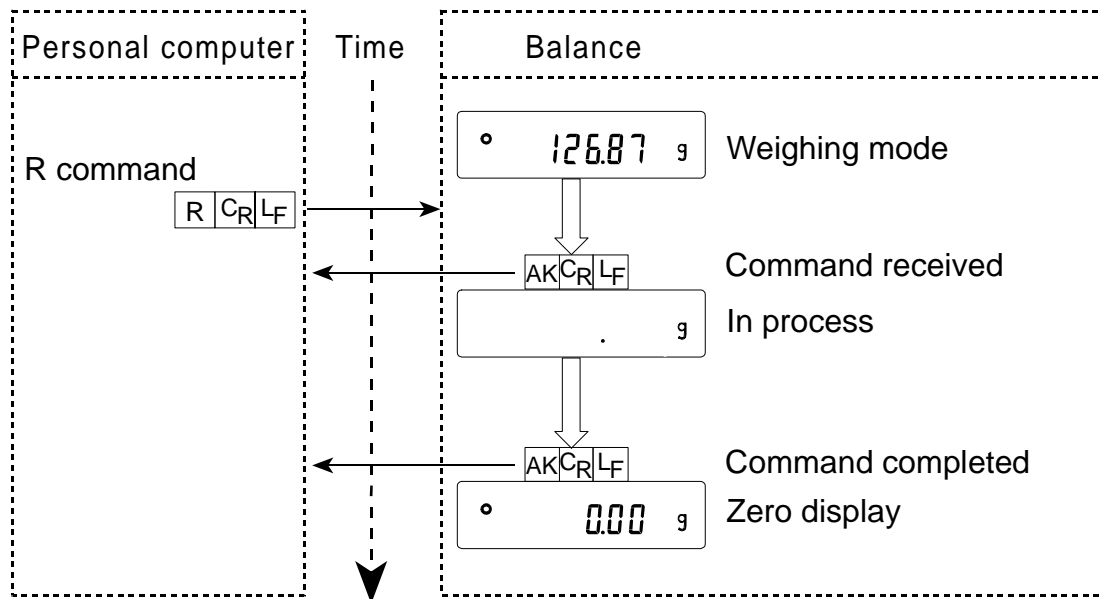 Personal computer Time Balance
126.87 g Weighing mode
R command
R CR LF
AK CR LF Command received
. g In process
AK CR LF Command completed
0.00 g Zero display